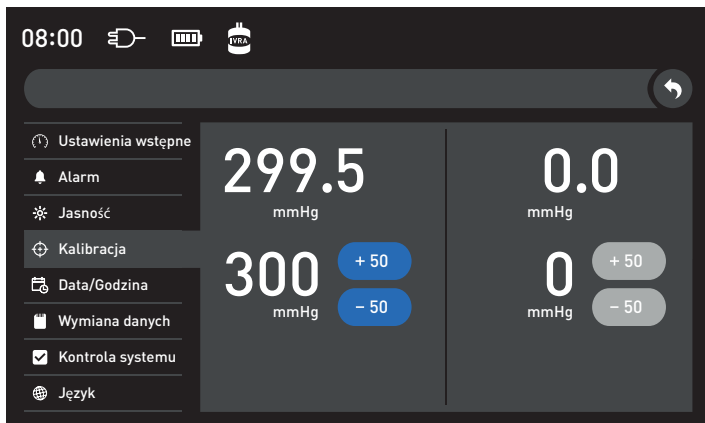 08:00
IVRA
Ustawienia wstępne
Alarm
Jasność
Kalibracja
Data/Godzina
Wymiana danych
Kontrola systemu
Język
299.5
mmHg
300
mmHg
+ 50
− 50
0.0
mmHg
0
mmHg
+ 50
− 50